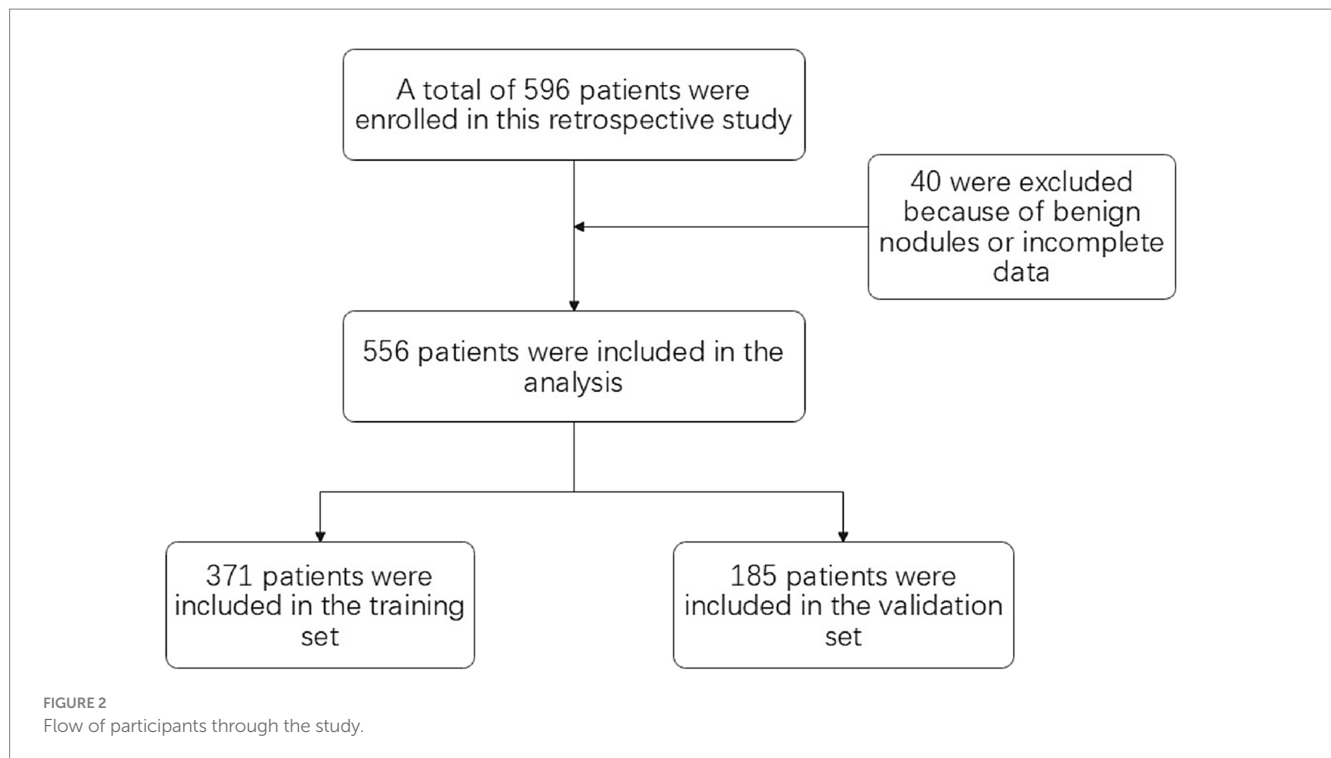 A total of 596 patients were
enrolled in this retrospective study
40 were excluded
because of benign
nodules or incomplete
data
556 patients were included in the
analysis
371 patients were
included in the training
set
185 patients were
included in the validation
set
FIGURE 2
Flow of participants through the study.